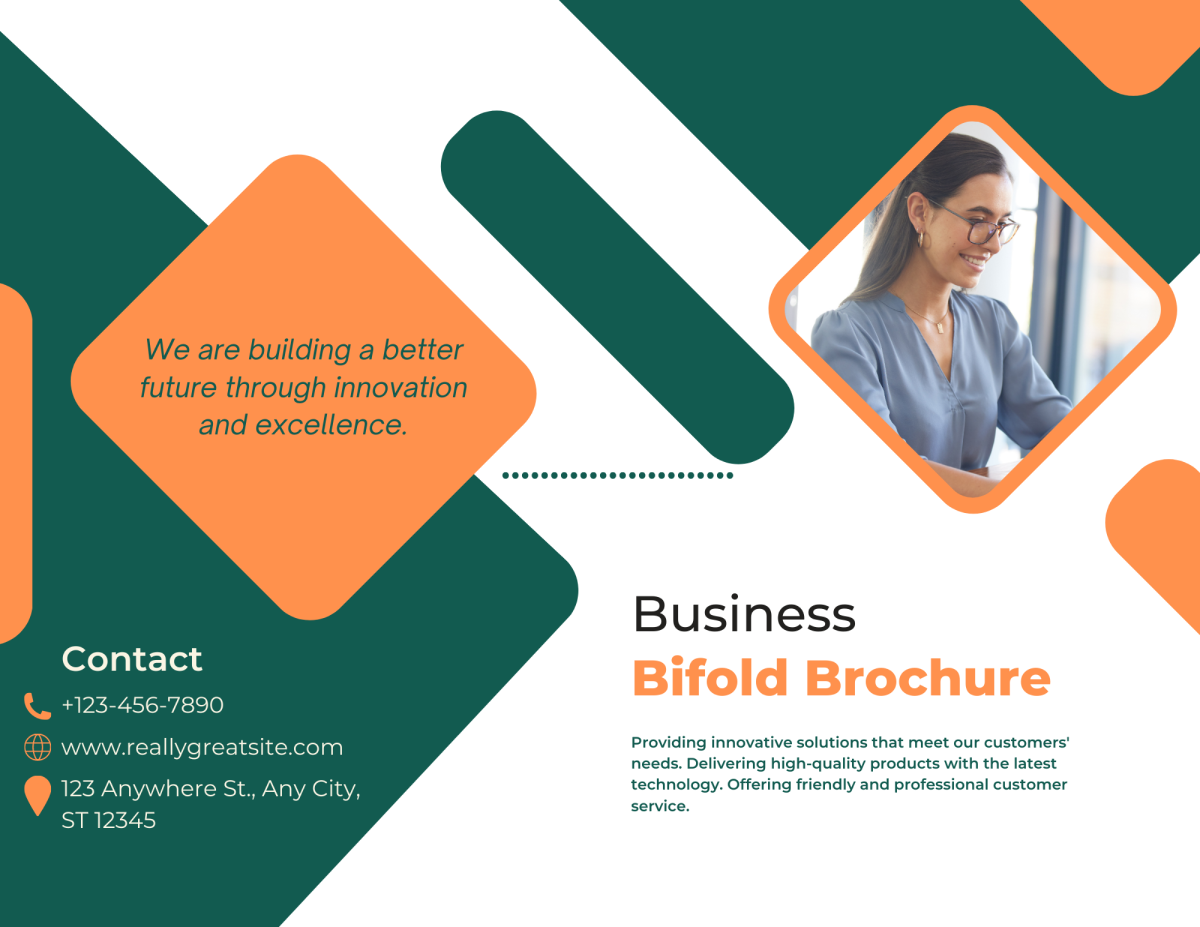 We are building a better
future through innovation
and excellence.
Contact
+123-456-7890
www.reallygreatsite.com
123 Anywhere St., Any City,
ST 12345
Business
Bifold Brochure
Providing innovative solutions that meet our customers'
needs. Delivering high-quality products with the latest
technology. Offering friendly and professional customer
service.